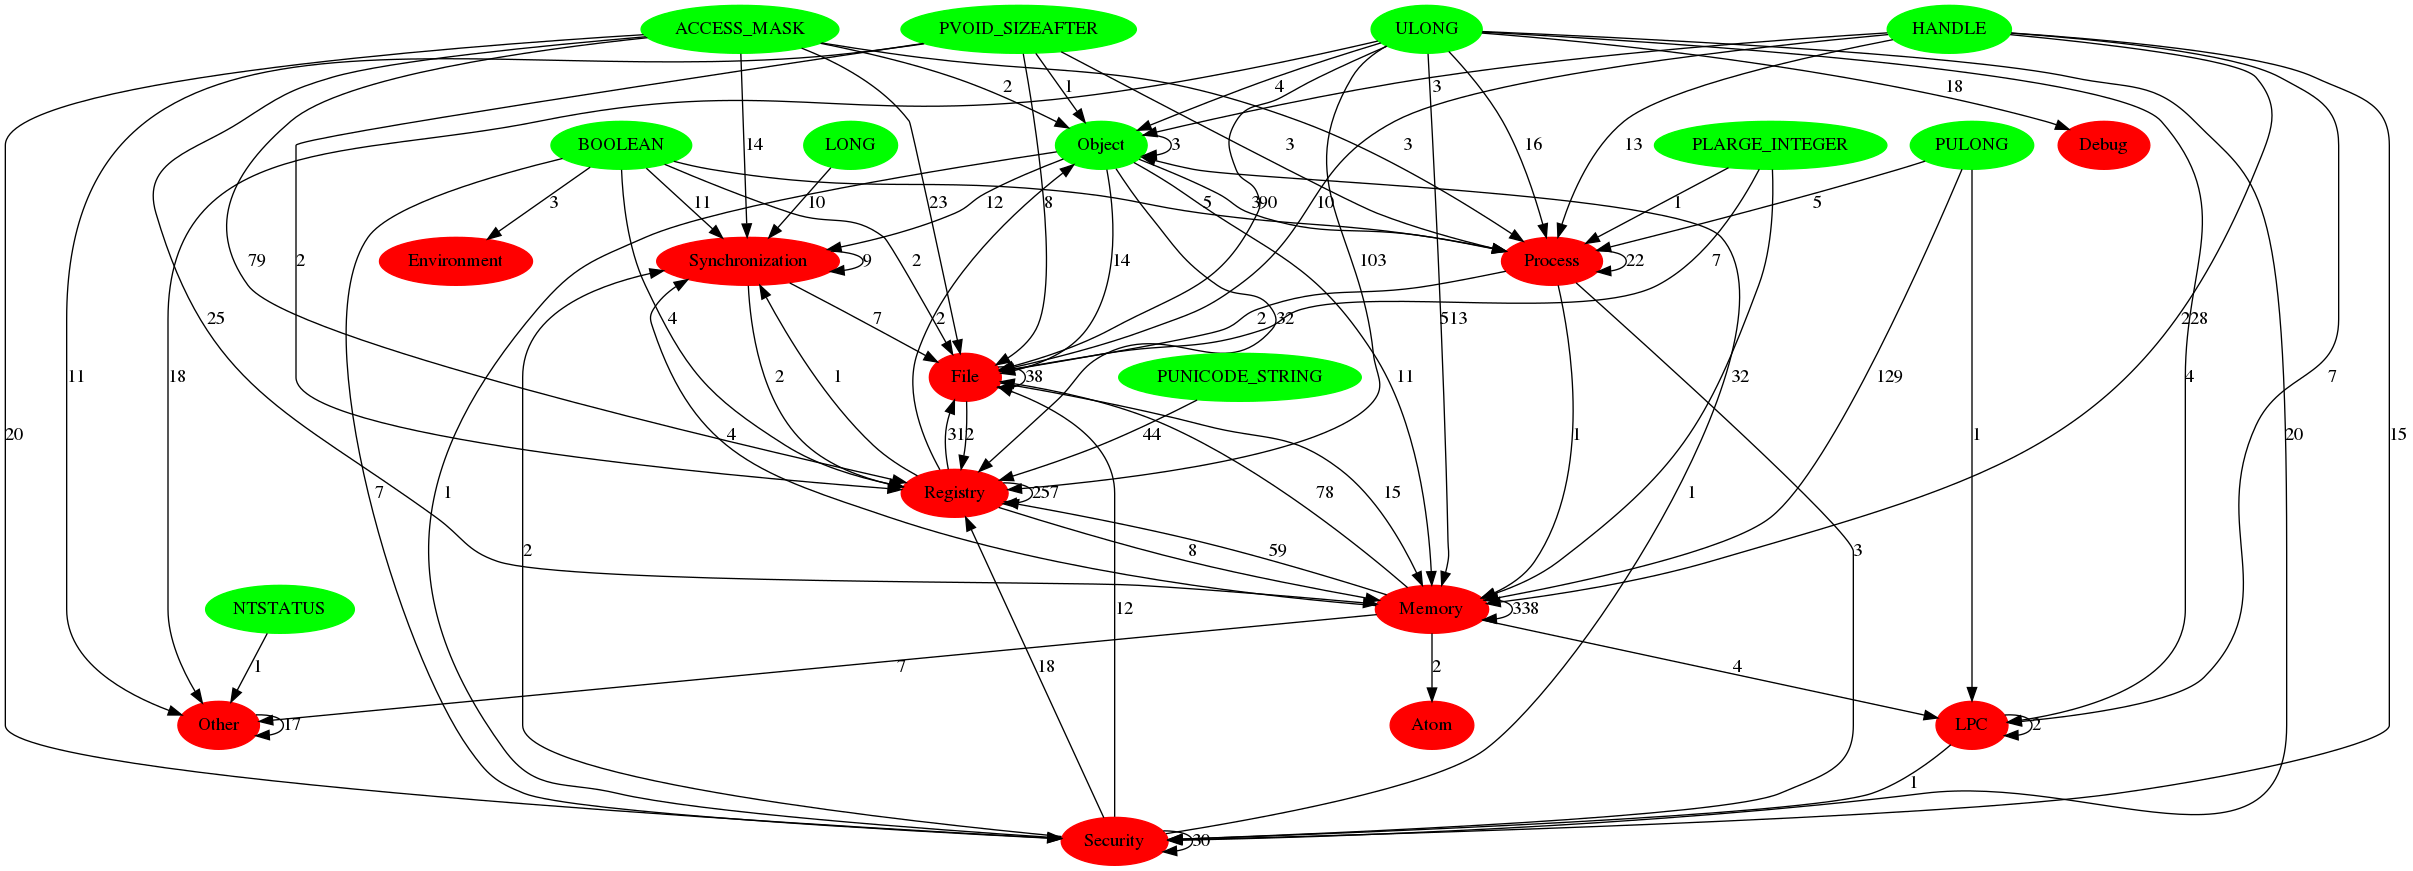 ACCESS_MASK PVOID_SIZEAFTER ULONG HANDLE
2 1 4 3 18
BOOLEAN LONG Object PLARGE_INTEGER PULONG Debug
14 3 3 3 16 13
3 11 10 23 12 2 8 5 390 10 1 5
Environment Synchronization Process
79 2 9 14 103 22 7
25 4 7 2 2 32 513 228
File PUNICODE_STRING
11 18 2 1 38 11 32 129 4 7
20 4 312 44 1 1 20 15
Registry
7 1 78 15 1
257
2 8 59 3
NTSTATUS Memory
12 338
1 7 18 2 4
Other Atom LPC
17 2
1
Security
30